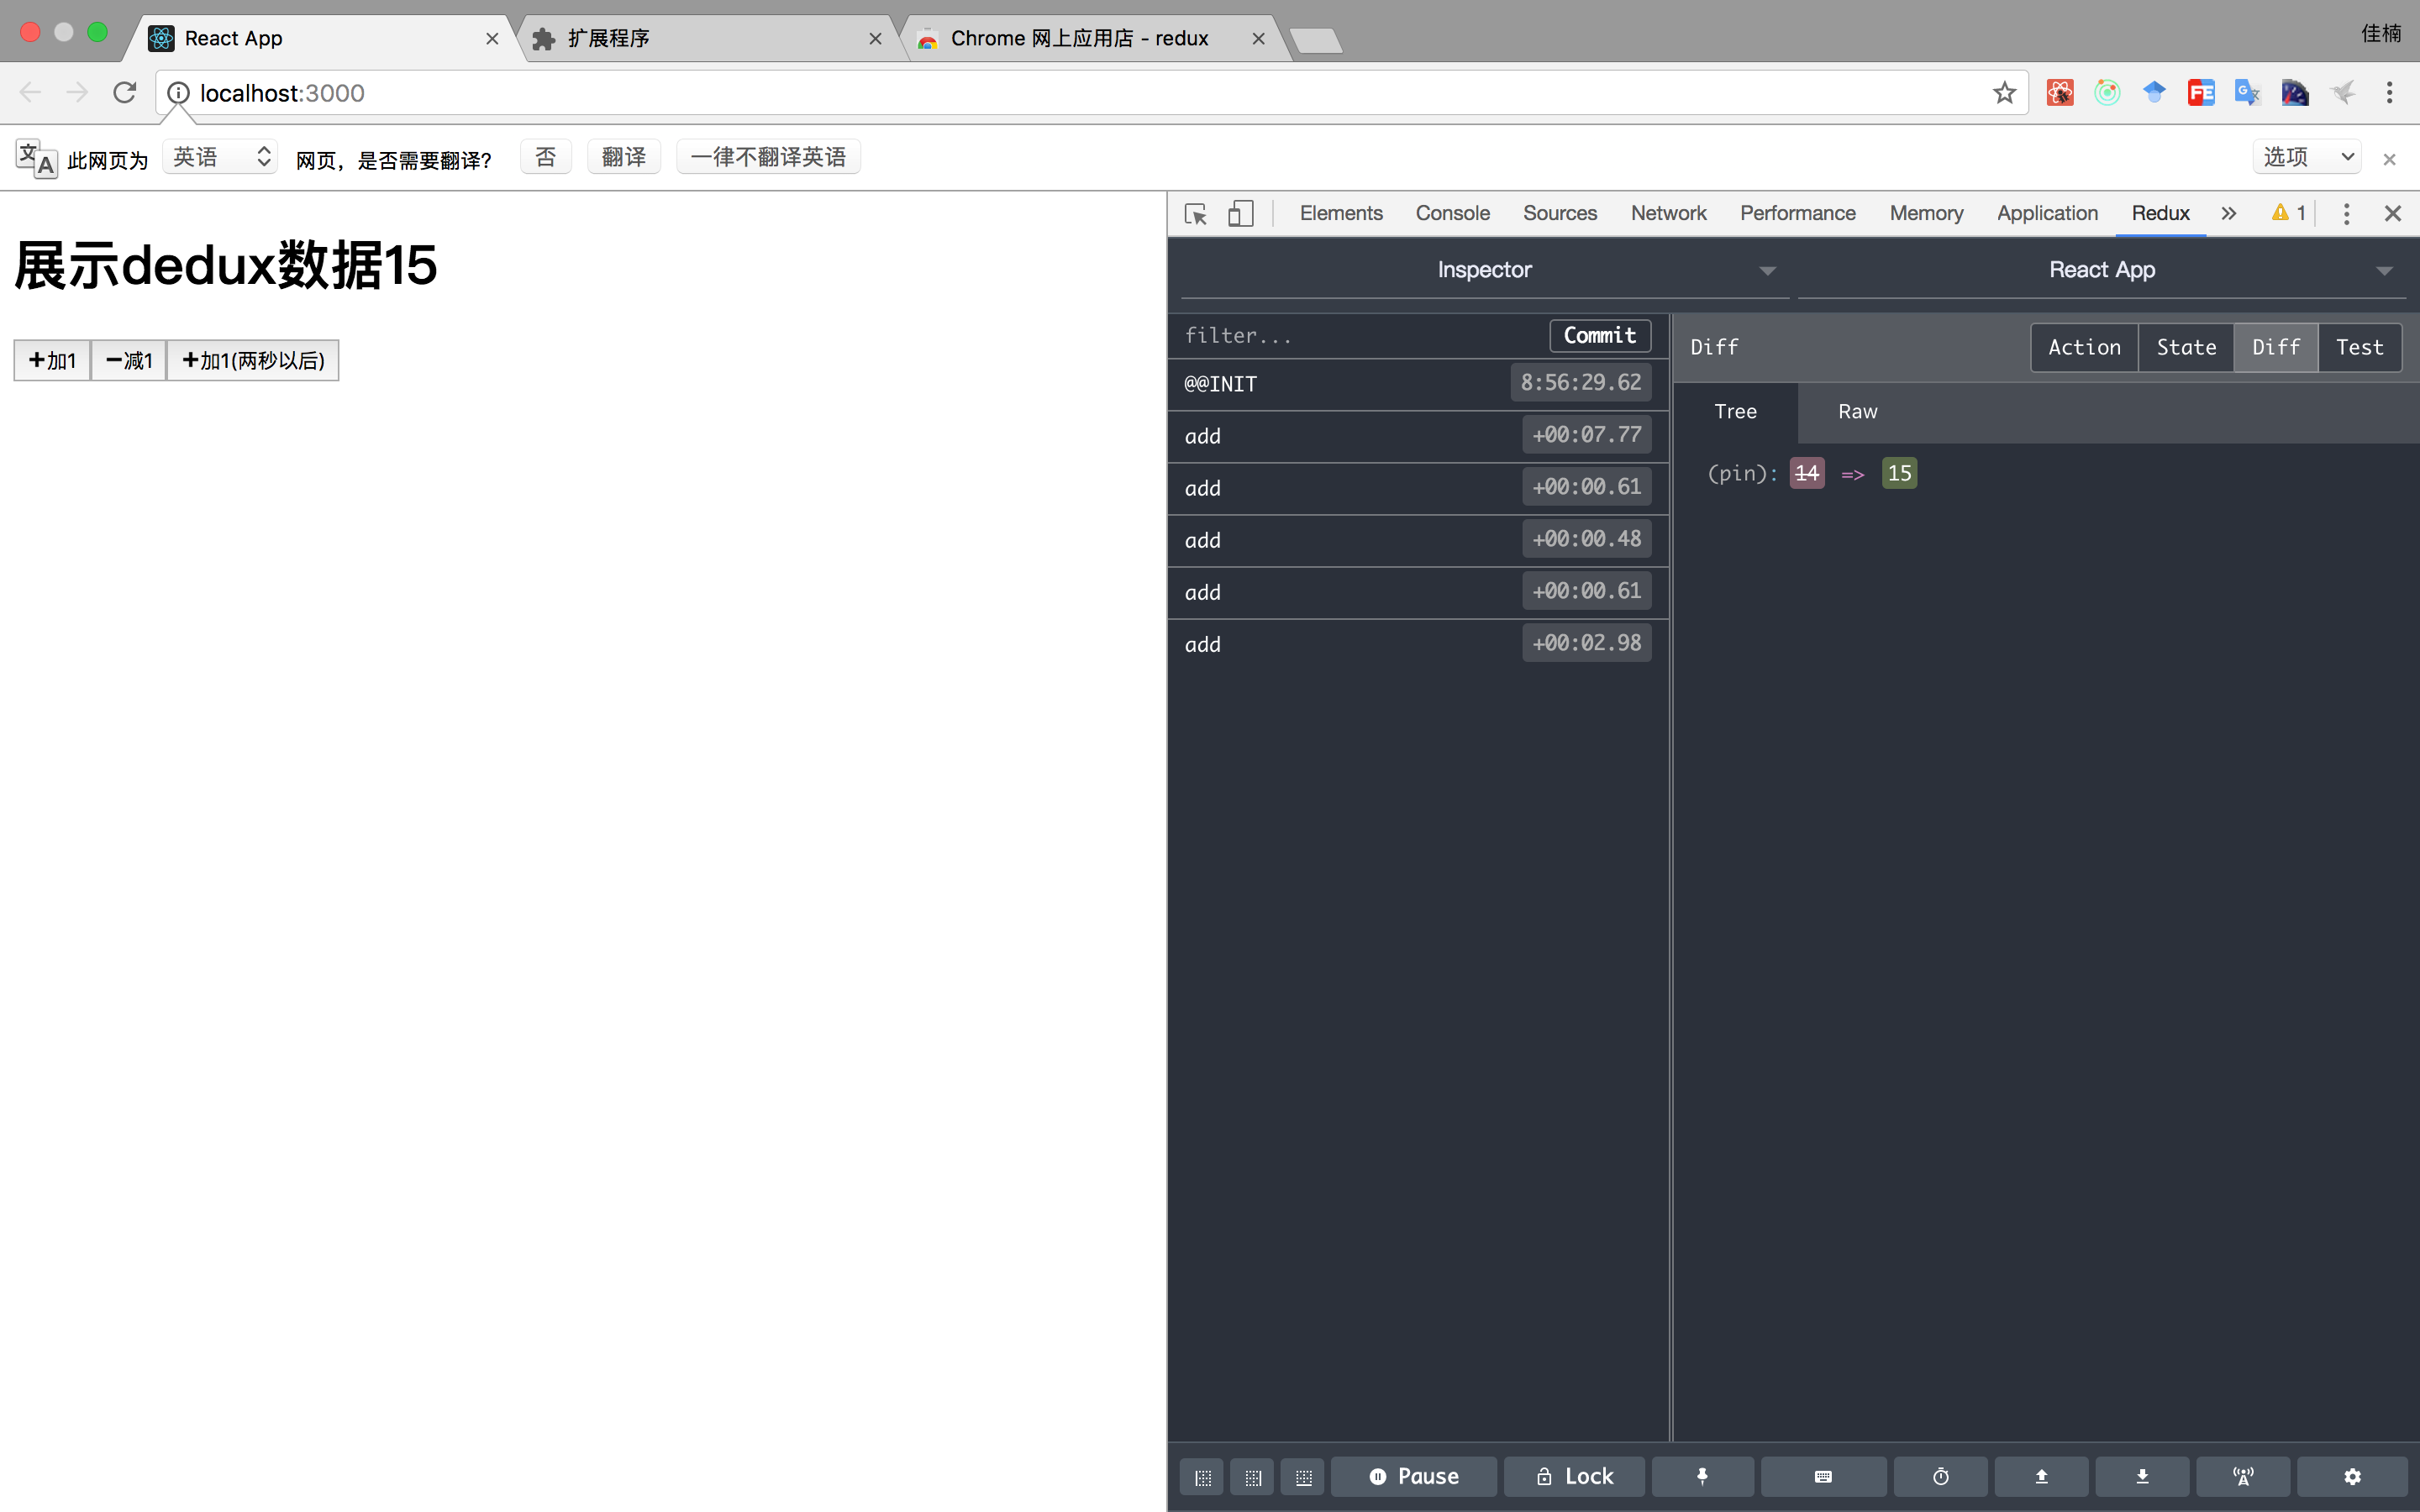 React App
扩展程序
Chrome 网上应用店 - redux
佳楠
localhost:3000
此网页为 英语 网页，是否需要翻译? 否 翻译 一律不翻译英语 选项
展示dedux数据15
+加1 −减1 +加1(两秒以后)
Elements Console Sources Network Performance Memory Application Redux 1
Inspector React App
filter... Commit
@@INIT 8:56:29.62
add +00:07.77
add +00:00.61
add +00:00.48
add +00:00.61
add +00:02.98
Diff Action State Diff Test
Tree Raw
(pin): 14 => 15
Pause Lock